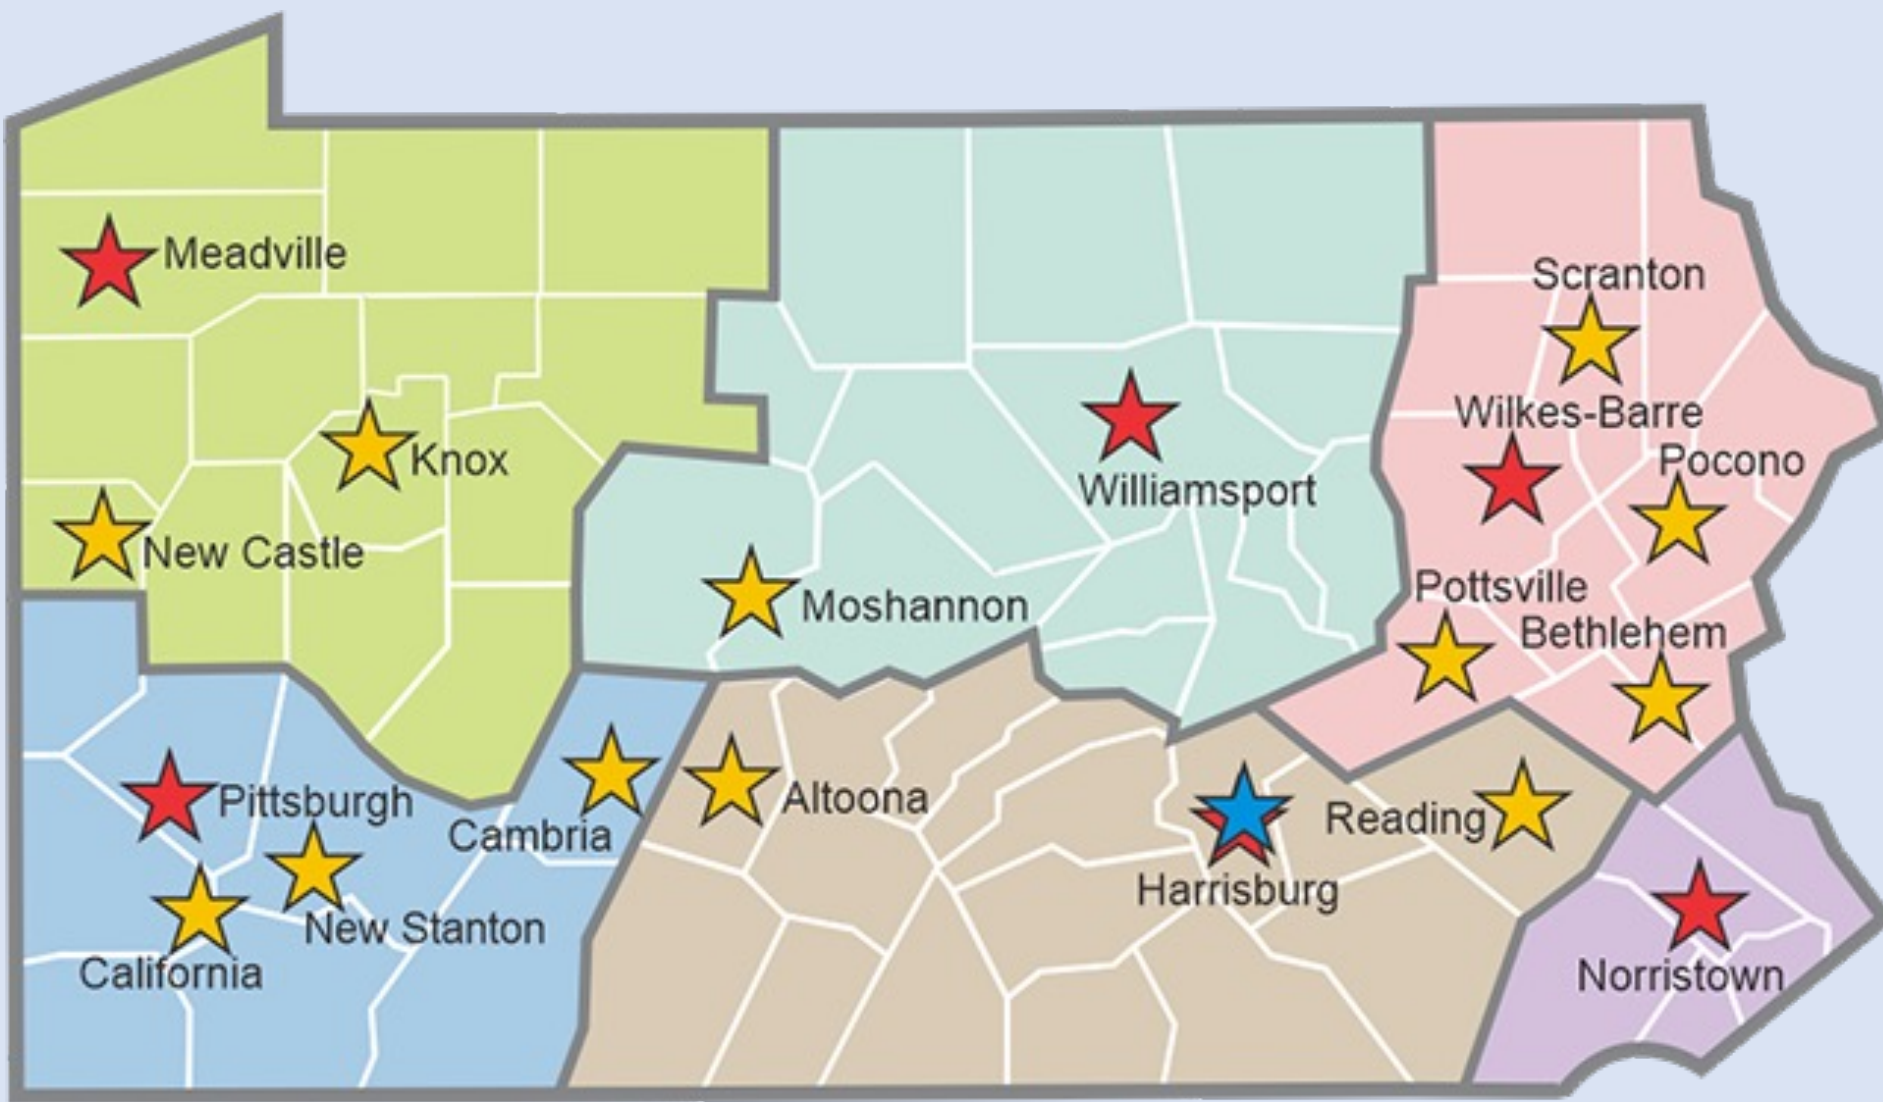 Meadville
Scranton
Wilkes-Barre
Knox
Pocono
Williamsport
New Castle
Pottsville
Moshannon
Bethlehem
Pittsburgh
Altoona
Cambria
Reading
Harrisburg
New Stanton
California
Norristown